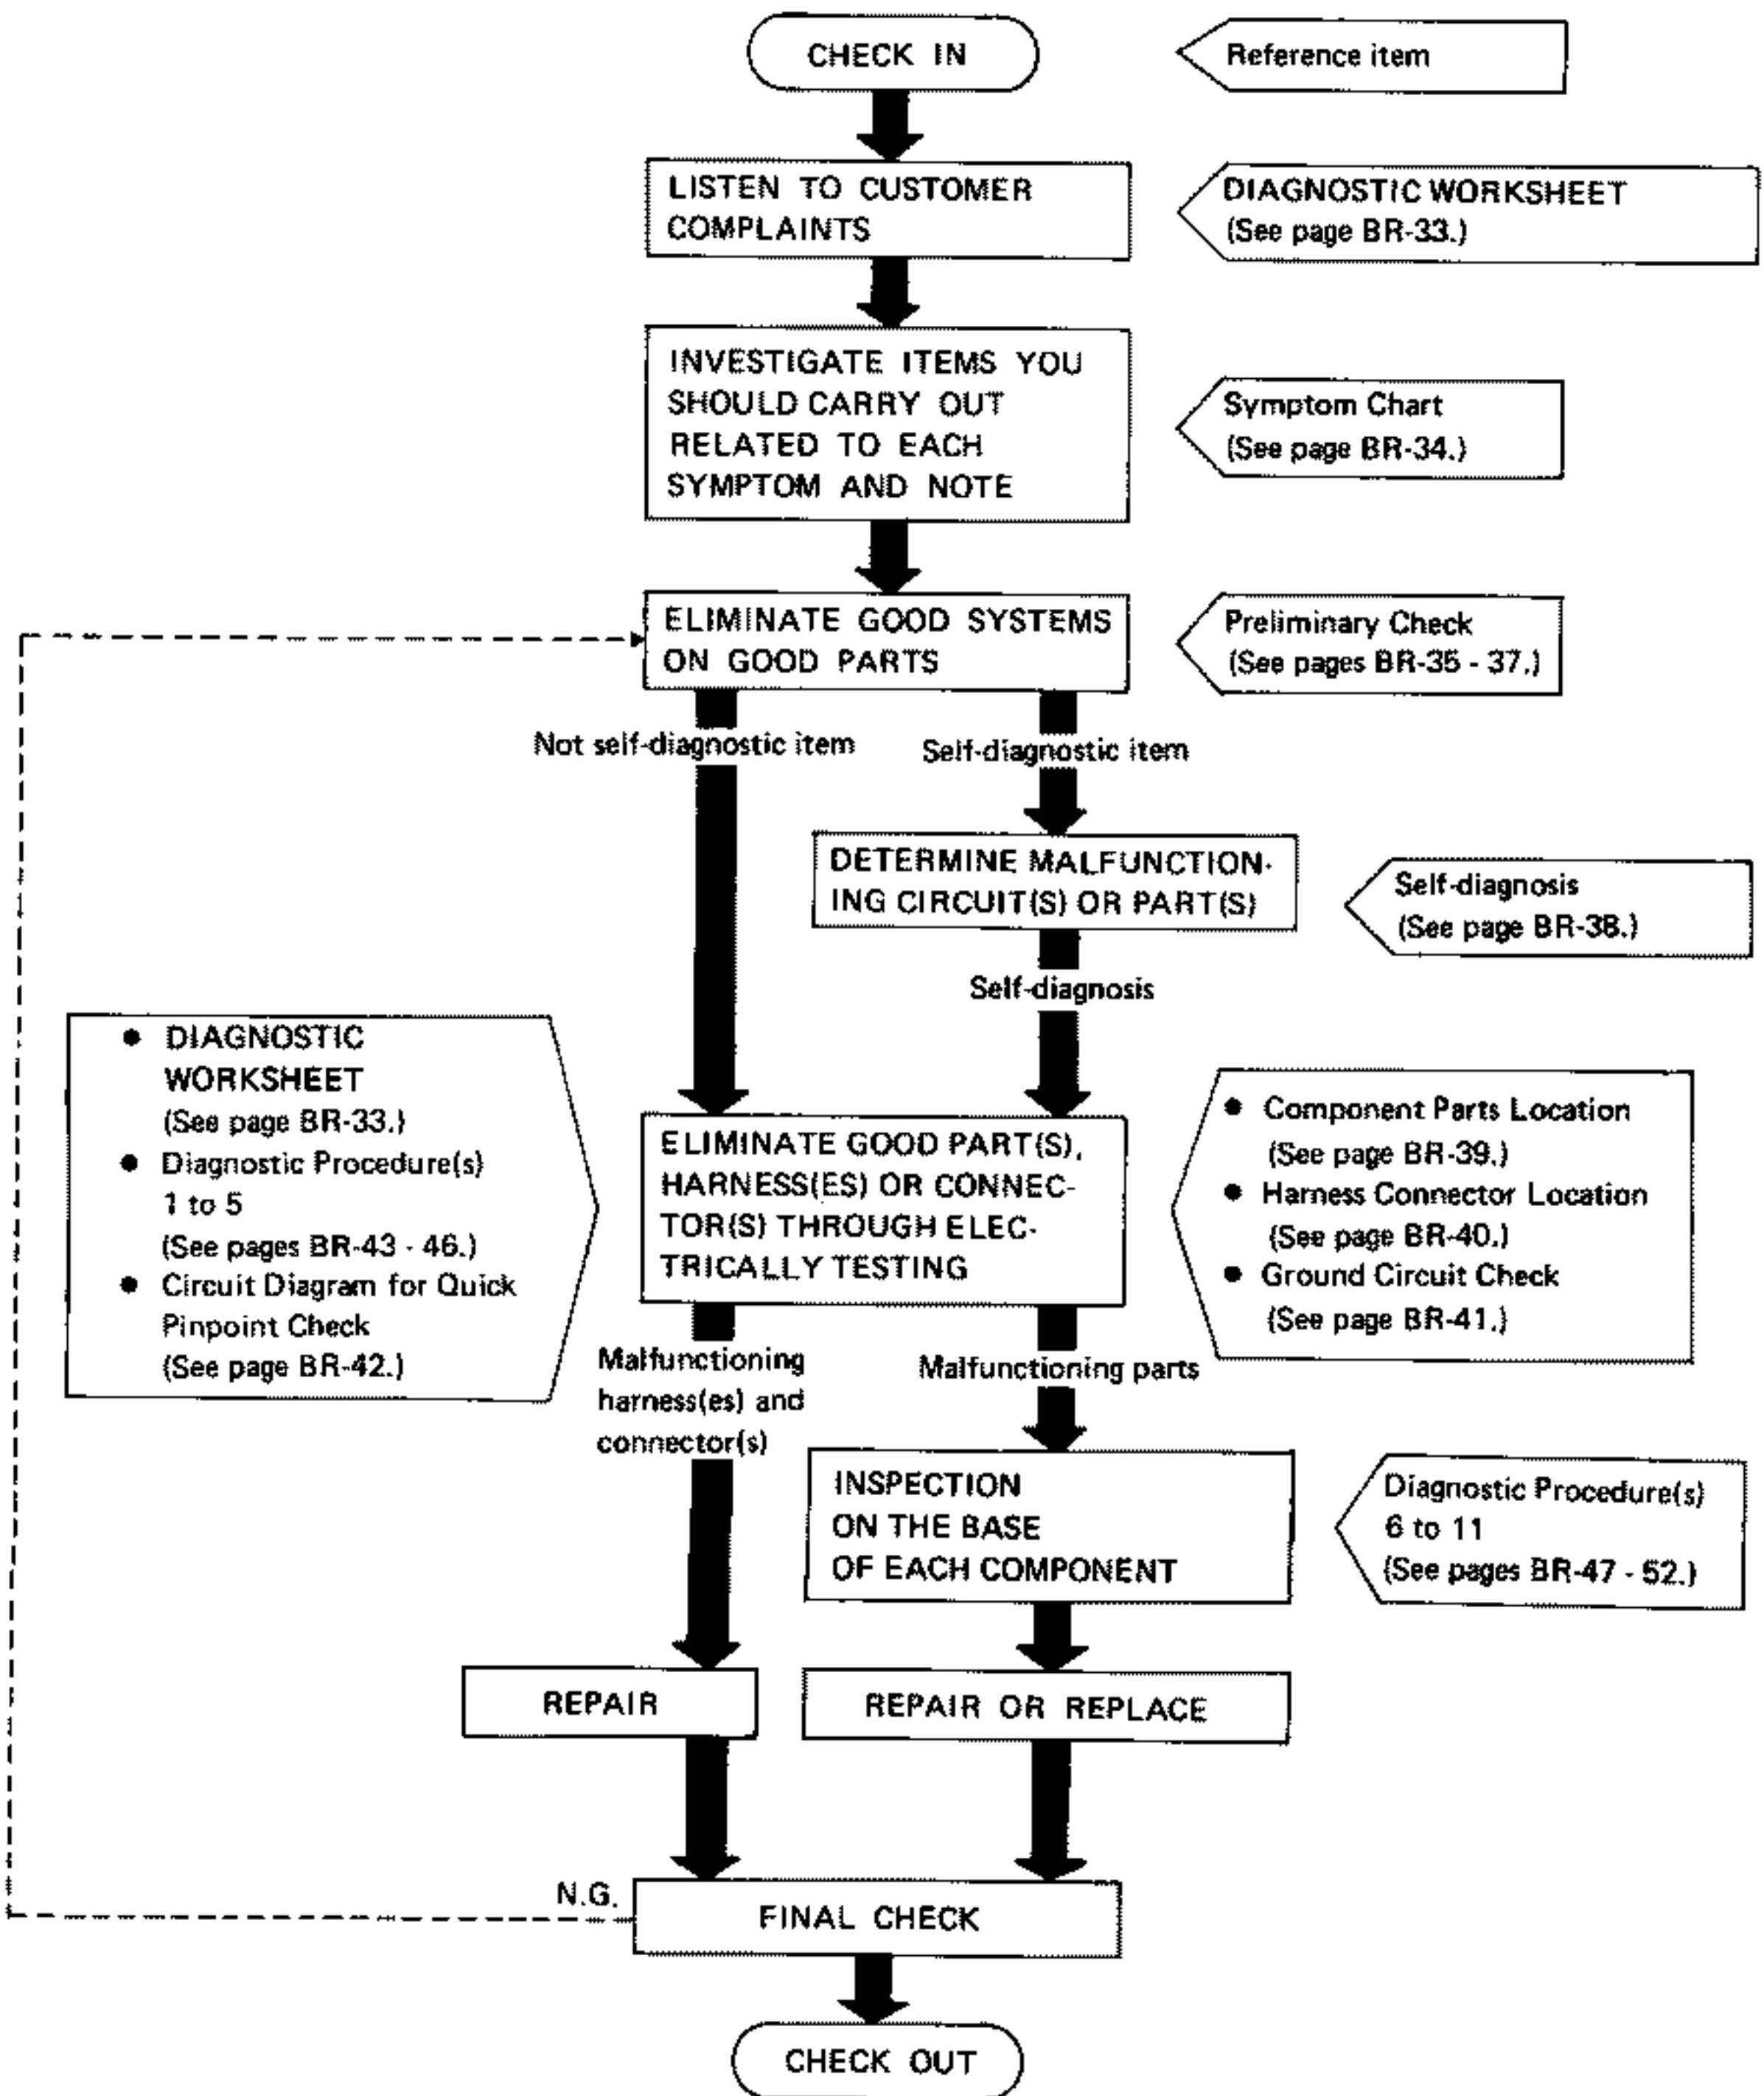 CHECK IN
Reference item
LISTEN TO CUSTOMER
COMPLAINTS
DIAGNOSTIC WORKSHEET
(See page BR-33.)
INVESTIGATE ITEMS YOU
SHOULD CARRY OUT
RELATED TO EACH
SYMPTOM AND NOTE
Symptom Chart
(See page BR-34.)
ELIMINATE GOOD SYSTEMS
ON GOOD PARTS
Preliminary Check
(See pages BR-35 - 37.)
Not self-diagnostic item
Self-diagnostic item
DETERMINE MALFUNCTION-
ING CIRCUIT(S) OR PART(S)
Self-diagnosis
(See page BR-38.)
Self-diagnosis
● DIAGNOSTIC
WORKSHEET
(See page BR-33.)
● Diagnostic Procedure(s)
1 to 5
(See pages BR-43 - 46.)
● Circuit Diagram for Quick
Pinpoint Check
(See page BR-42.)
ELIMINATE GOOD PART(S),
HARNESS(ES) OR CONNEC-
TOR(S) THROUGH ELEC-
TRICALLY TESTING
● Component Parts Location
(See page BR-39.)
● Harness Connector Location
(See page BR-40.)
● Ground Circuit Check
(See page BR-41.)
Malfunctioning
harness(es) and
connector(s)
Malfunctioning parts
INSPECTION
ON THE BASE
OF EACH COMPONENT
Diagnostic Procedure(s)
6 to 11
(See pages BR-47 - 52.)
REPAIR
REPAIR OR REPLACE
N.G.
FINAL CHECK
CHECK OUT